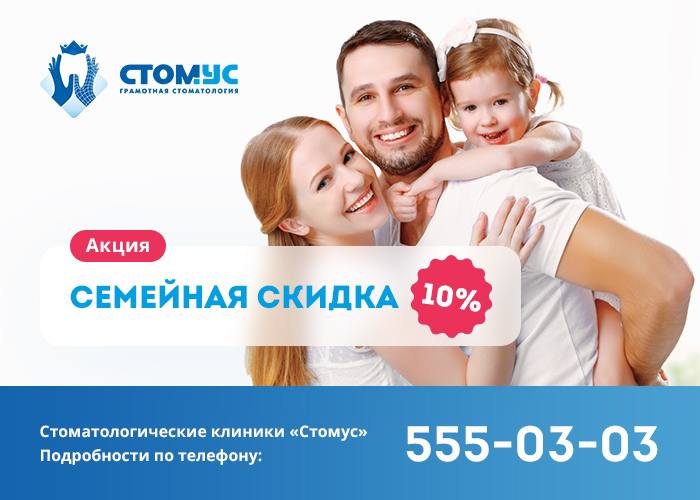 СТОМУС
ГРАМОТНАЯ СТОМАТОЛОГИЯ
Акция
СЕМЕЙНАЯ СКИДКА 10%
Стоматологические клиники «Стомус»
Подробности по телефону:
555-03-03